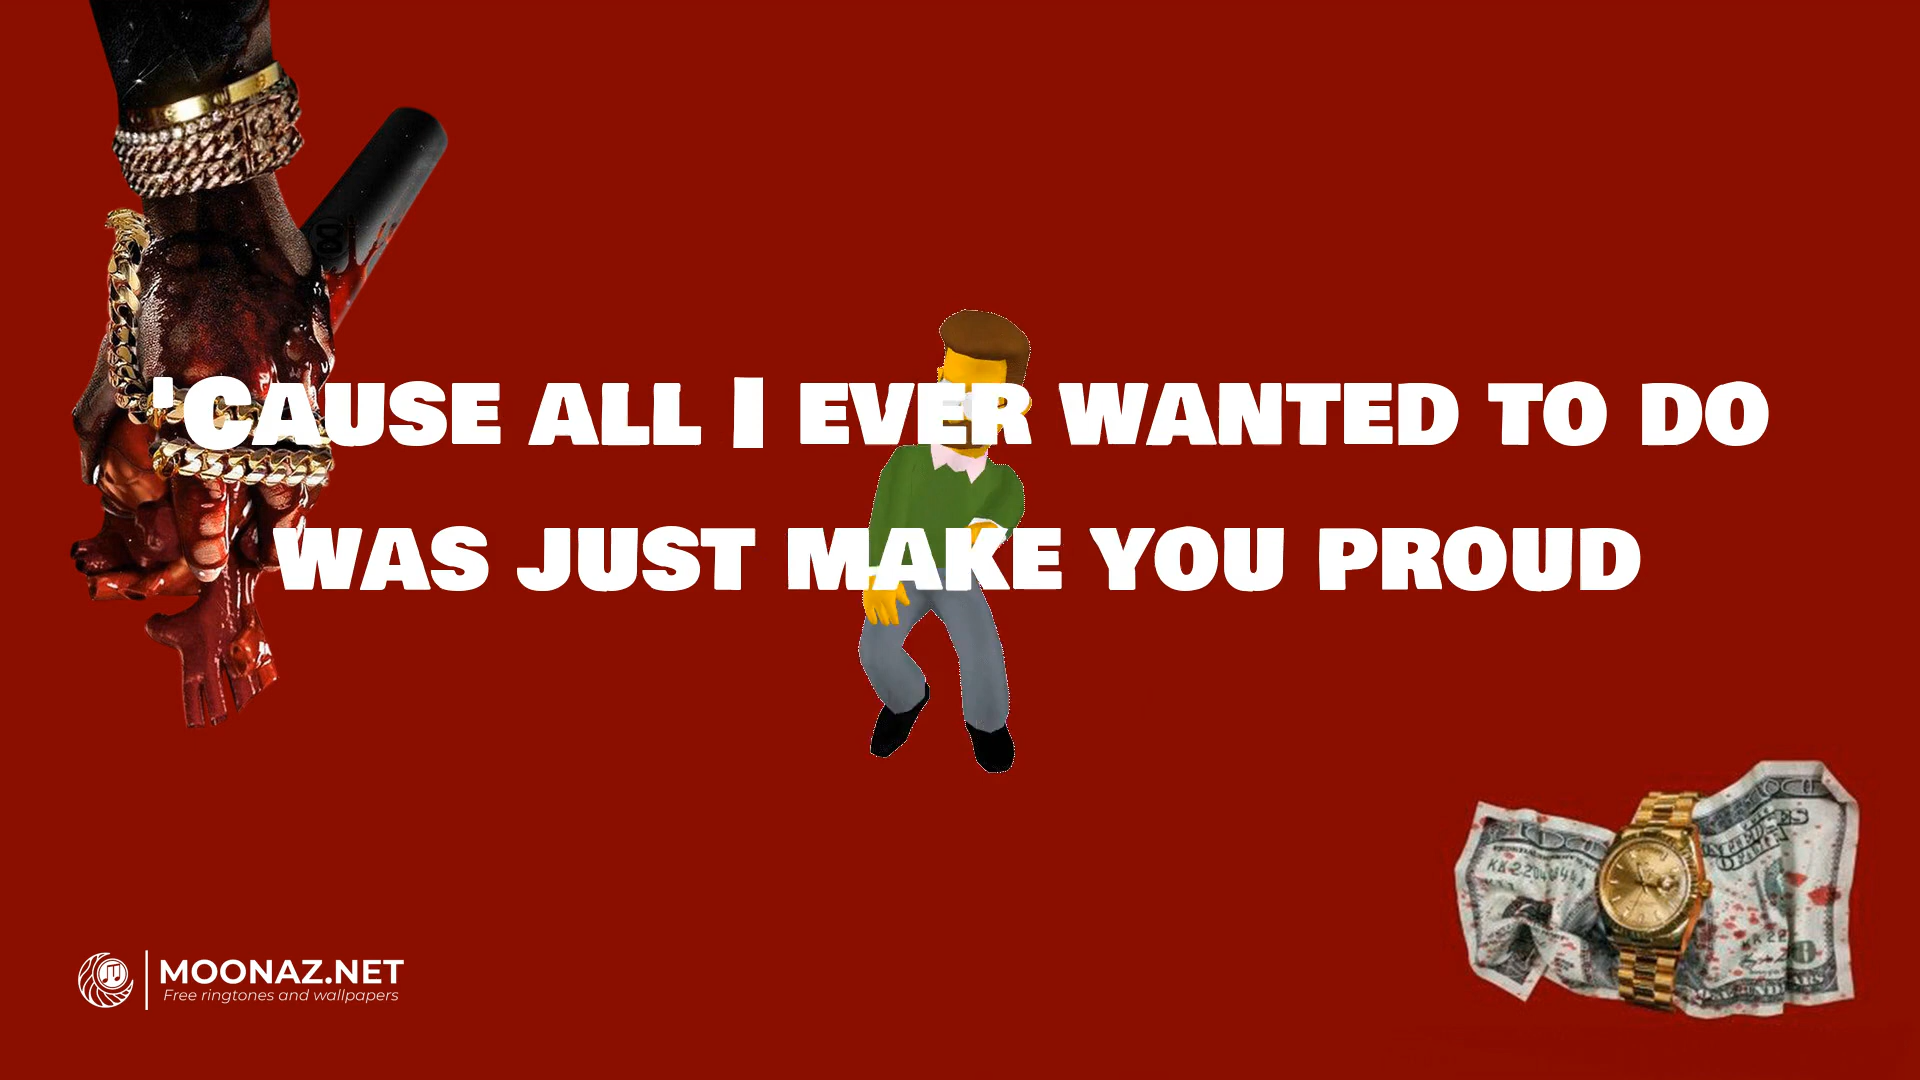 'Cause all I ever wanted to do
was just make you proud
MOONAZ.NET
Free ringtones and wallpapers